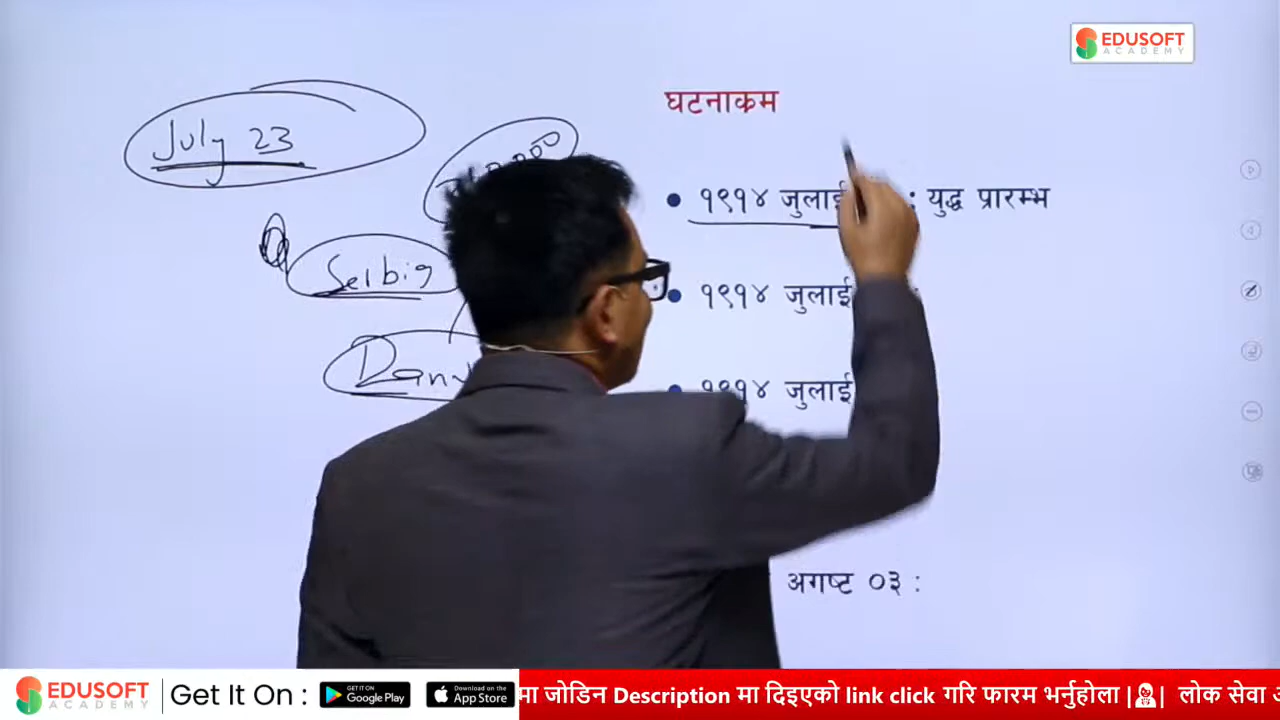 EDUSOFT
ACADEMY
घटनाक्रम
July 23
• १९१४ जुलाई : युद्ध प्रारम्भ
Serbia
१९१४ जुलाई
१९१४ जुलाई
अगष्ट ०३ :
EDUSOFT
ACADEMY
Get It On :
GET IT ON
Google Play
Download on the
App Store
मा जोडिन Description मा दिइएको link click गरि फारम भर्नुहोला | | लोक सेवा